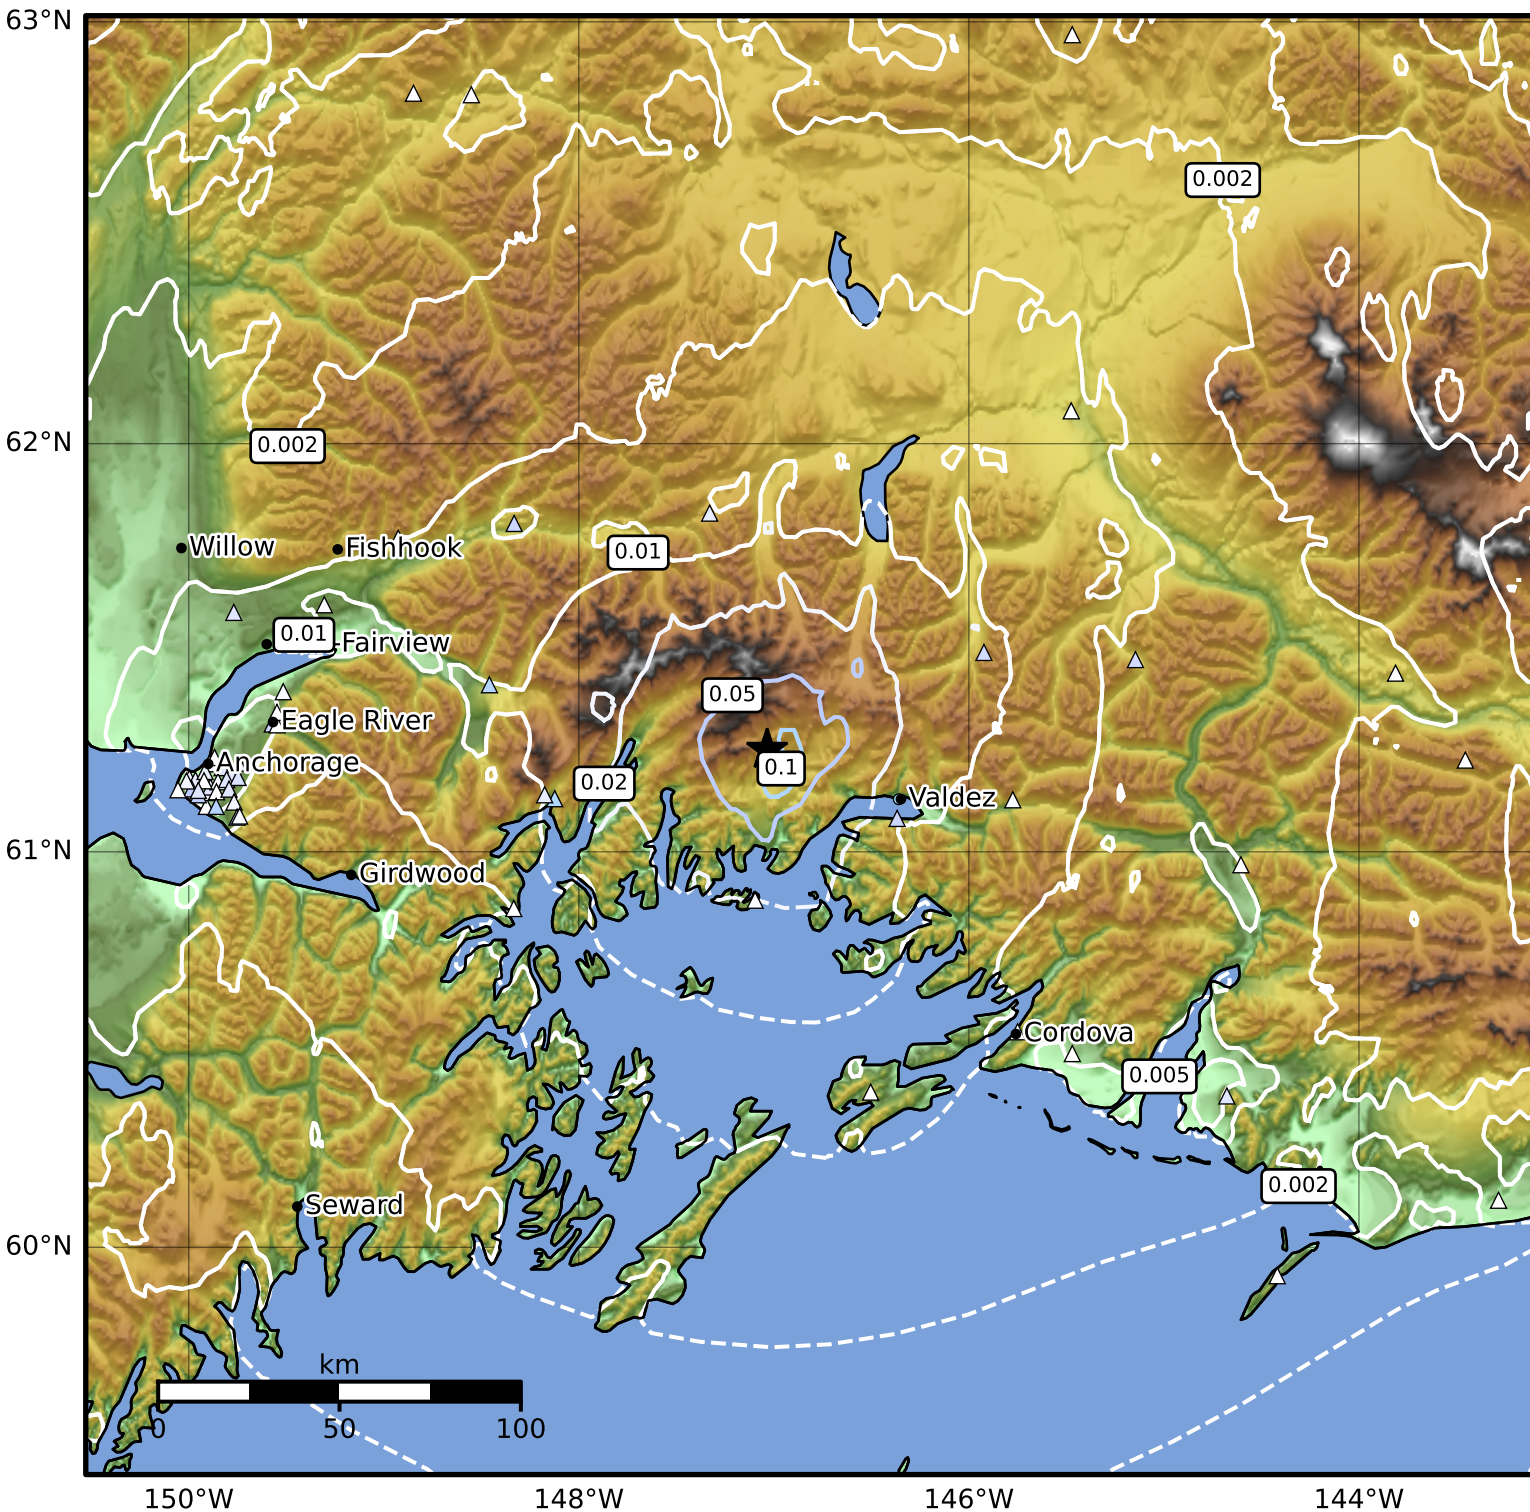 63°N
0.002
62°N
0.002
Willow
Fishhook
0.01
0.01
Fairview
0.05
Eagle River
Anchorage
0.1
0.02
Valdez
61°N
Girdwood
Cordova
0.005
0.002
Seward
60°N
km
0 50 100
150°W 148°W 146°W 144°W